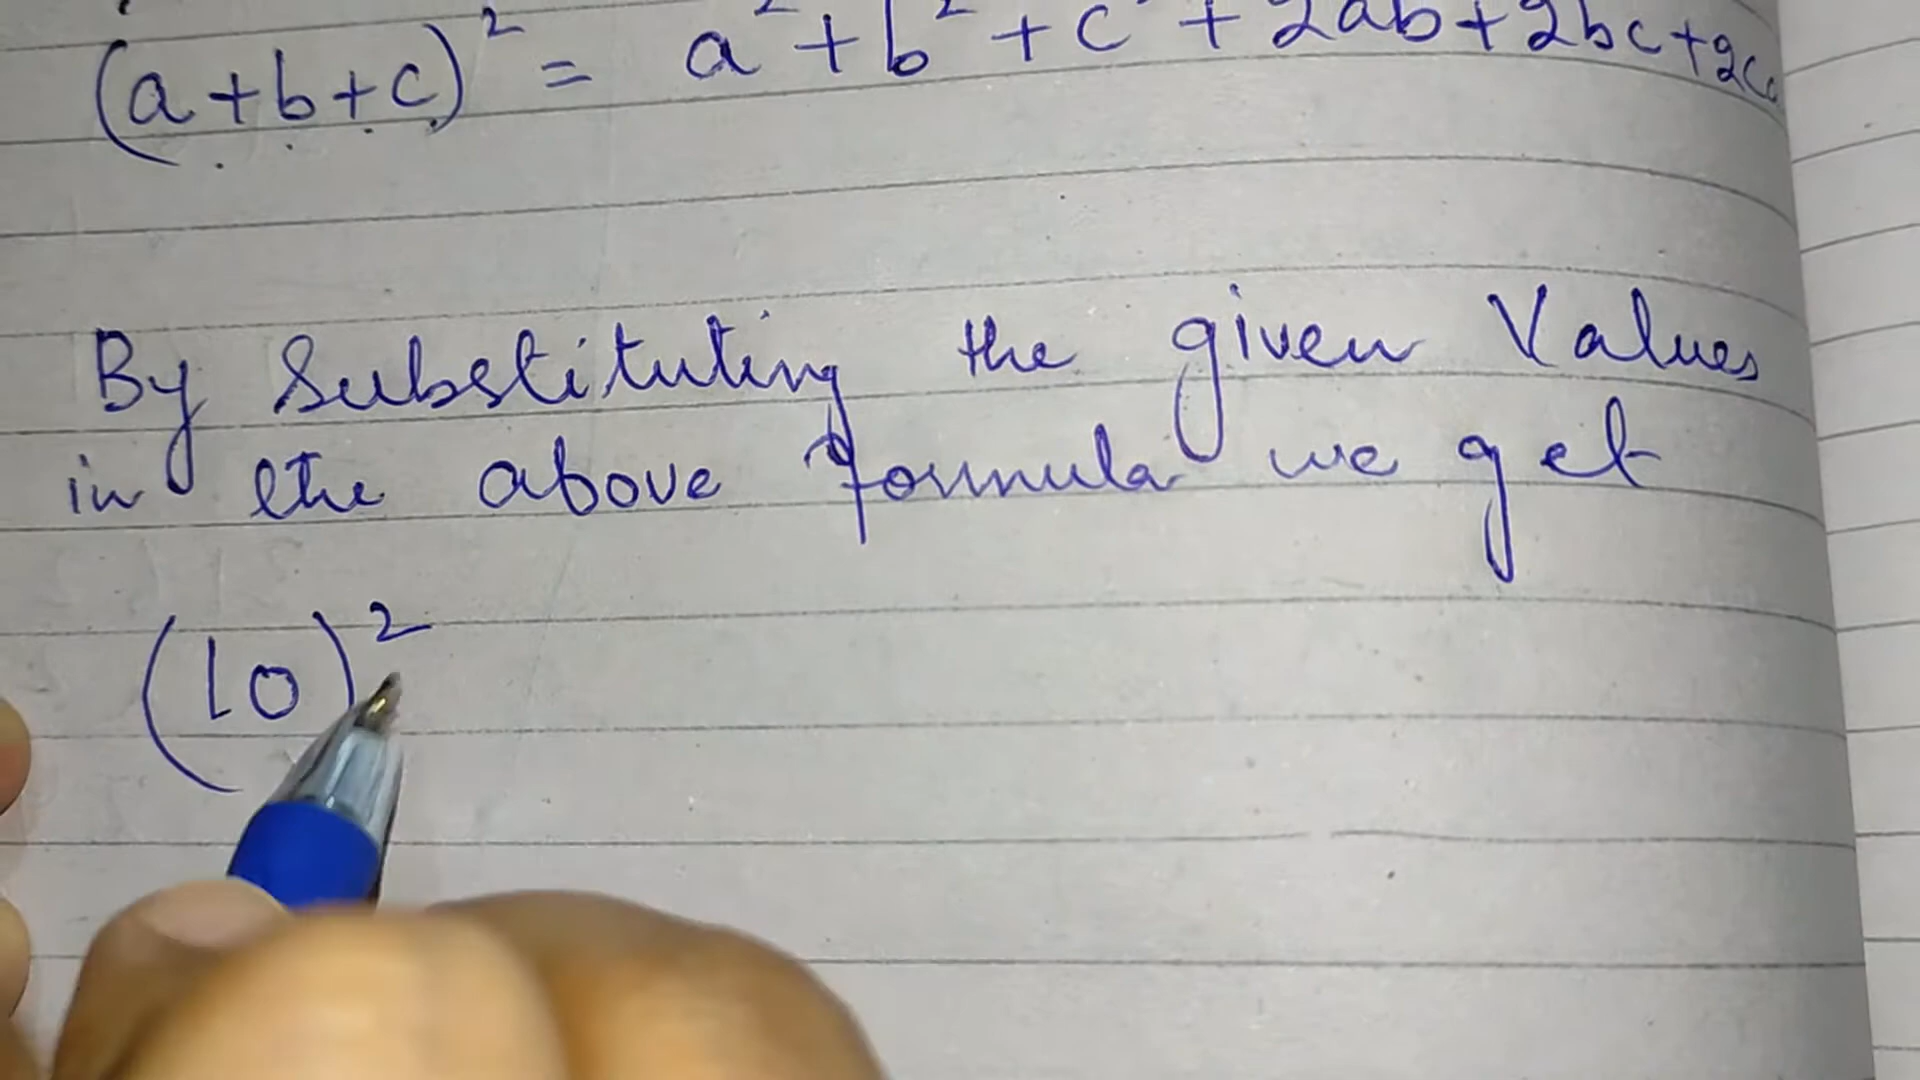 (a+b+c)² = a²+b²+c²+2ab+2bc+2ca
By Substituting the given Values
in the above formula we get
(10)²